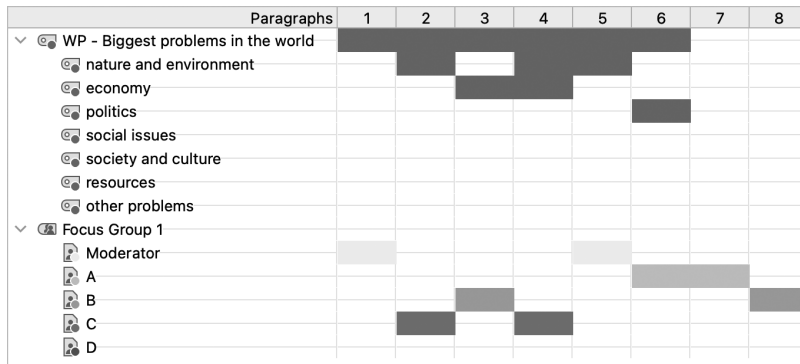 Paragraphs 1 2 3 4 5 6 7 8
WP - Biggest problems in the world
nature and environment
economy
politics
social issues
society and culture
resources
other problems
Focus Group 1
Moderator
A
B
C
D